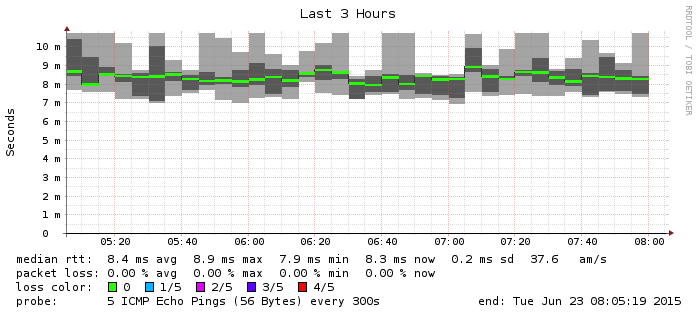 Last 3 Hours
RRDTOOL / TOBI OETIKER
Seconds
10 m
9 m
8 m
7 m
6 m
5 m
4 m
3 m
2 m
1 m
0
05:20 05:40 06:00 06:20 06:40 07:00 07:20 07:40 08:00
median rtt: 8.4 ms avg 8.9 ms max 7.9 ms min 8.3 ms now 0.2 ms sd 37.6 am/s
packet loss: 0.00 % avg 0.00 % max 0.00 % min 0.00 % now
loss color: 0 1/5 2/5 3/5 4/5
probe: 5 ICMP Echo Pings (56 Bytes) every 300s end: Tue Jun 23 08:05:19 2015